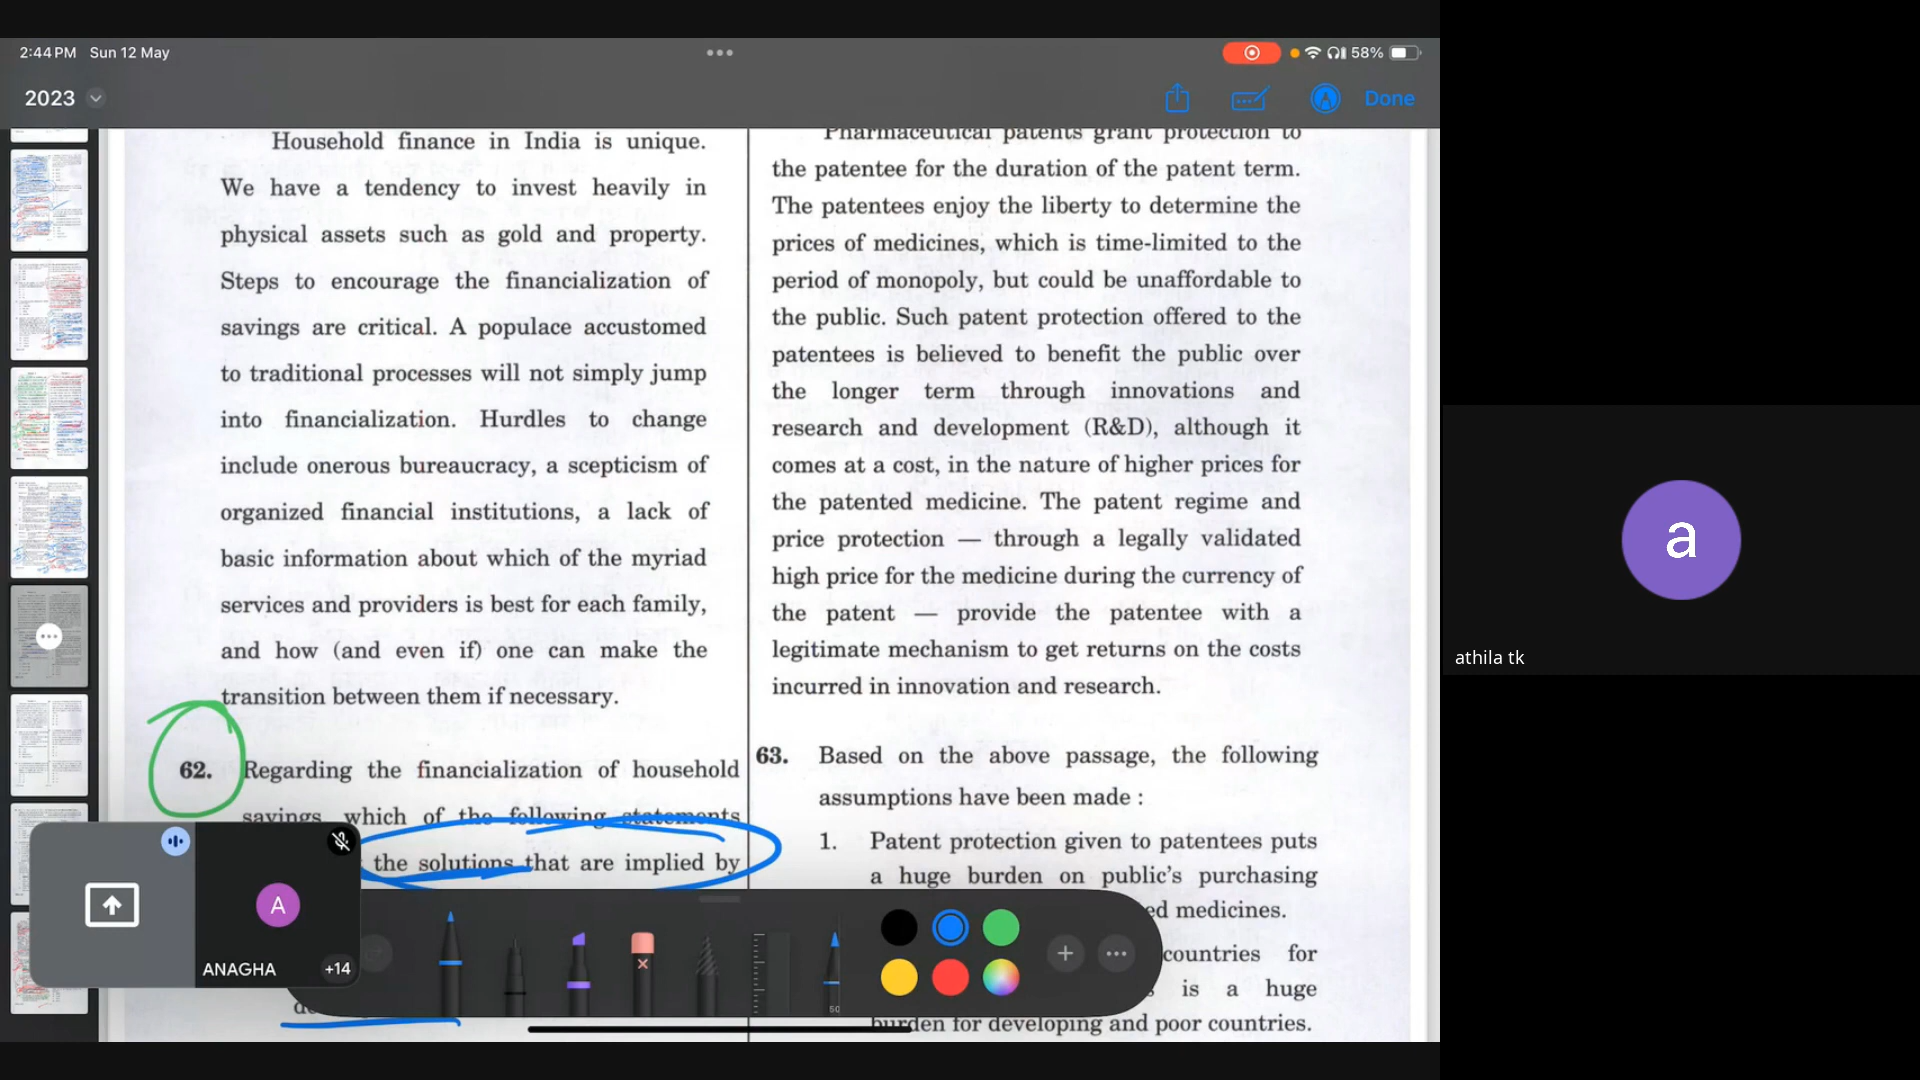 2:44 PM Sun 12 May
58%
2023
Done
Household finance in India is unique.
We have a tendency to invest heavily in
physical assets such as gold and property.
Steps to encourage the financialization of
savings are critical. A populace accustomed
to traditional processes will not simply jump
into financialization. Hurdles to change
include onerous bureaucracy, a scepticism of
organized financial institutions, a lack of
basic information about which of the myriad
services and providers is best for each family,
and how (and even if) one can make the
transition between them if necessary.
62. Regarding the financialization of household
savings, which of the following statements
the solutions that are implied by
Pharmaceutical patents grant protection to
the patentee for the duration of the patent term.
The patentees enjoy the liberty to determine the
prices of medicines, which is time-limited to the
period of monopoly, but could be unaffordable to
the public. Such patent protection offered to the
patentees is believed to benefit the public over
the longer term through innovations and
research and development (R&D), although it
comes at a cost, in the nature of higher prices for
the patented medicine. The patent regime and
price protection — through a legally validated
high price for the medicine during the currency of
the patent — provide the patentee with a
legitimate mechanism to get returns on the costs
incurred in innovation and research.
63. Based on the above passage, the following
assumptions have been made :
1. Patent protection given to patentees puts
a huge burden on public's purchasing
medicines.
countries for
is a huge
burden for developing and poor countries.
A
ANAGHA
+14
50
a
athila tk